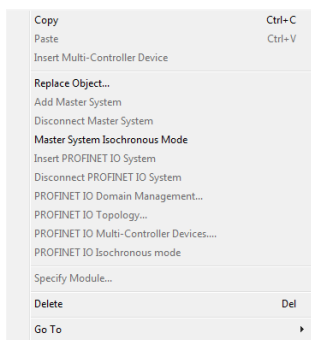 Copy Ctrl+C
Paste Ctrl+V
Insert Multi-Controller Device
Replace Object...
Add Master System
Disconnect Master System
Master System Isochronous Mode
Insert PROFINET IO System
Disconnect PROFINET IO System
PROFINET IO Domain Management...
PROFINET IO Topology...
PROFINET IO Multi-Controller Devices....
PROFINET IO Isochronous mode
Specify Module...
Delete Del
Go To